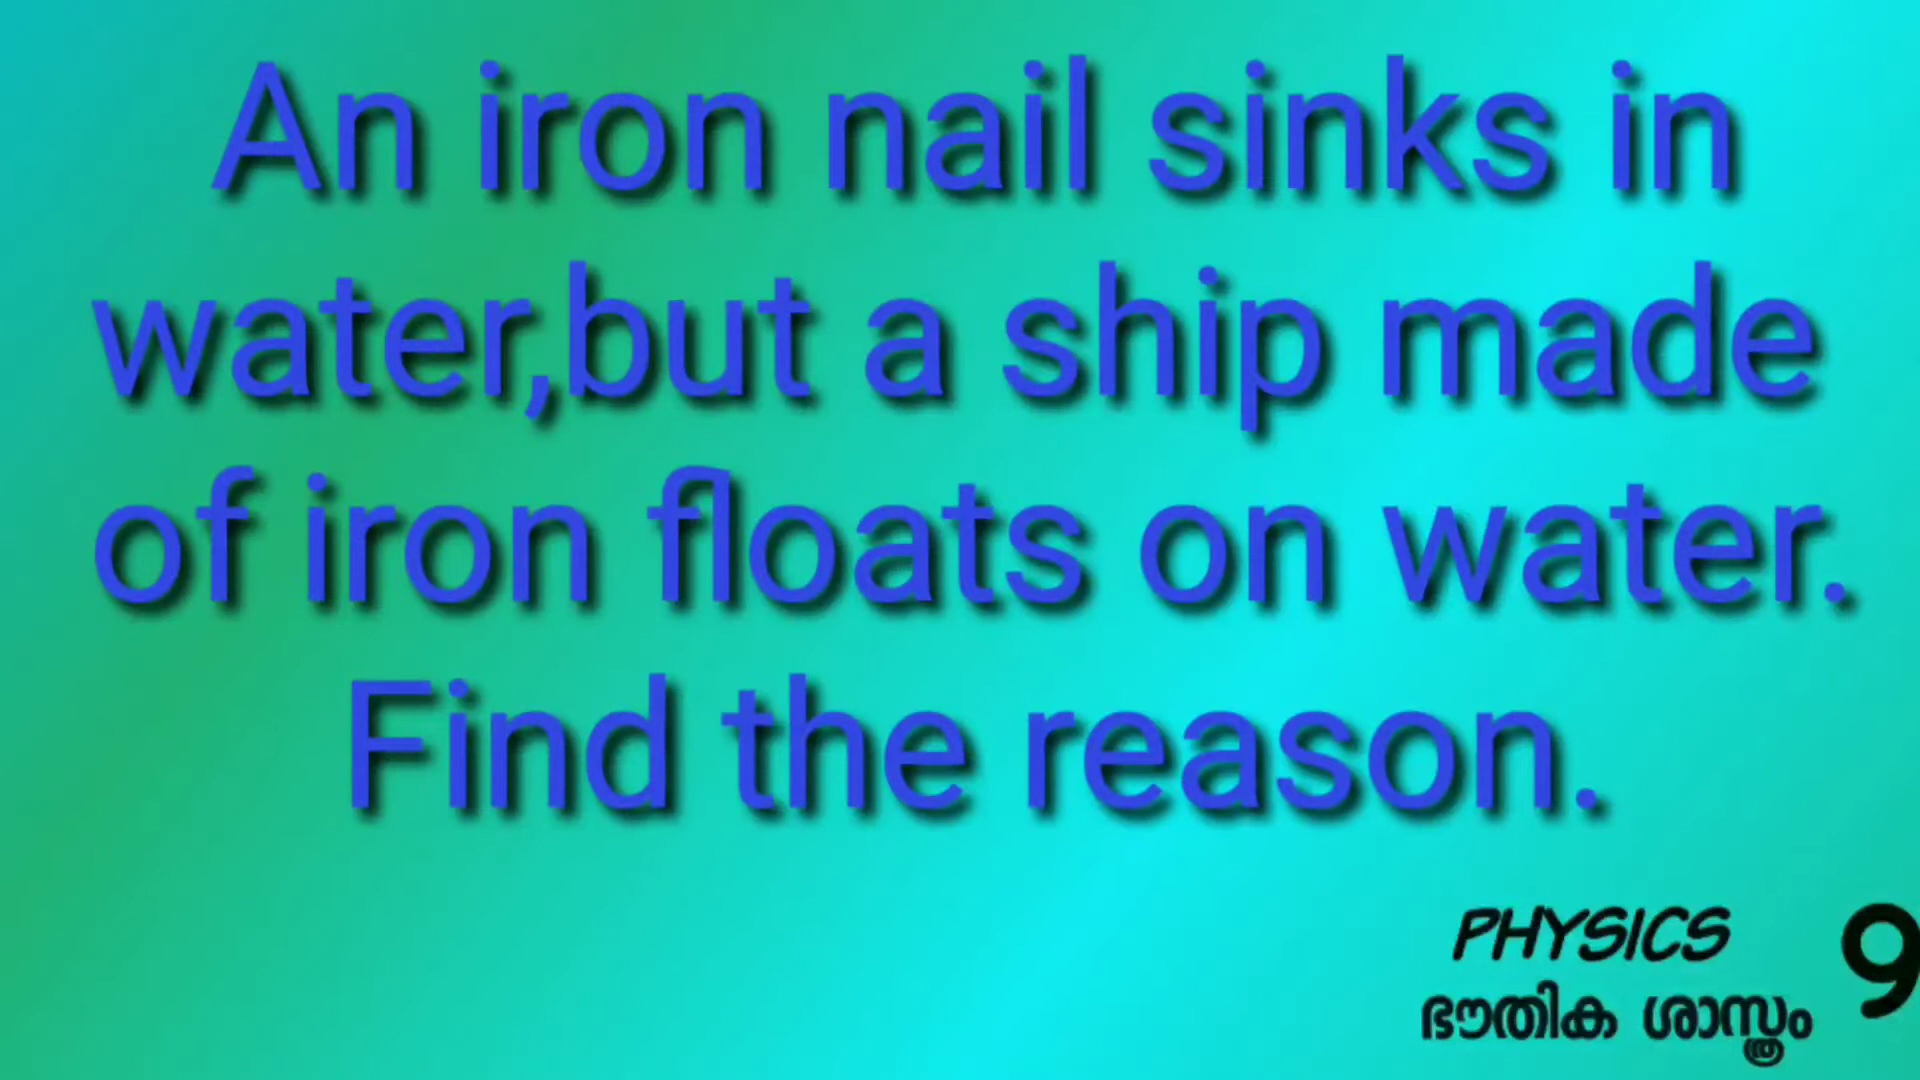 An iron nail sinks in
water,but a ship made
of iron floats on water.
Find the reason.
PHYSICS 9
ഭൗതിക ശാസ്ത്രം